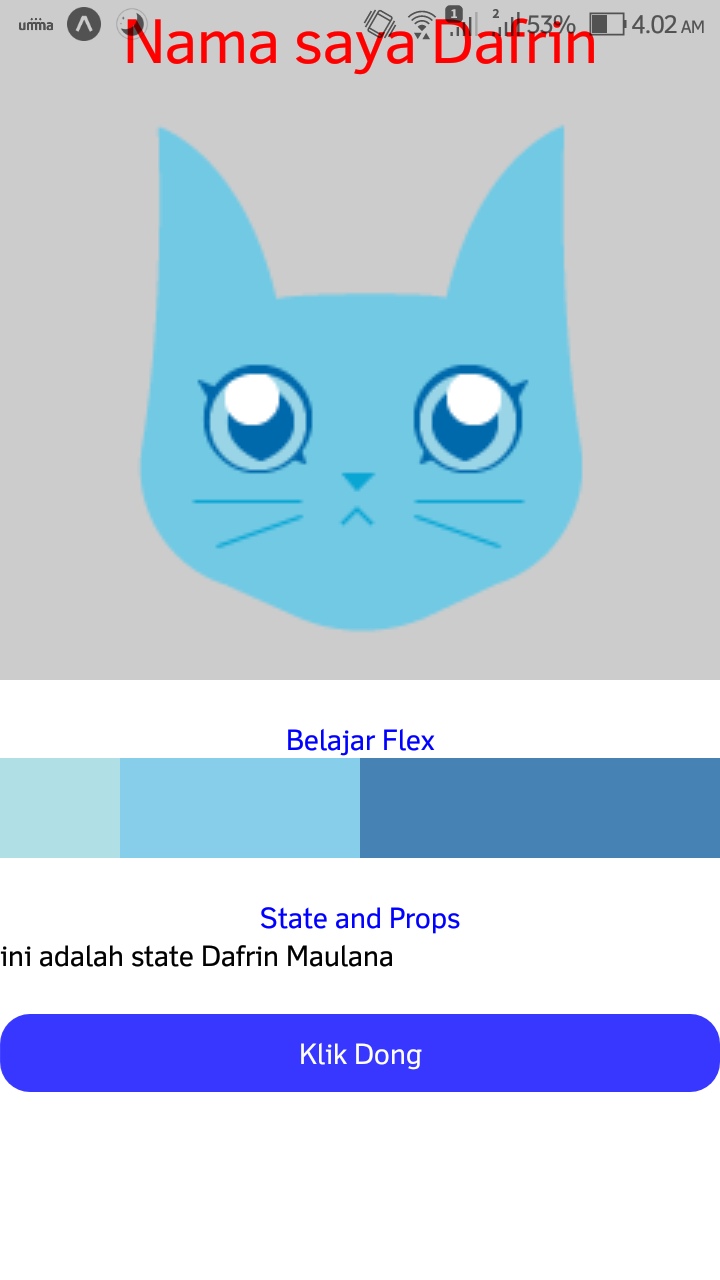 umma
1
2
53%
4.02 AM
Nama saya Dafrin
Belajar Flex
State and Props
ini adalah state Dafrin Maulana
Klik Dong